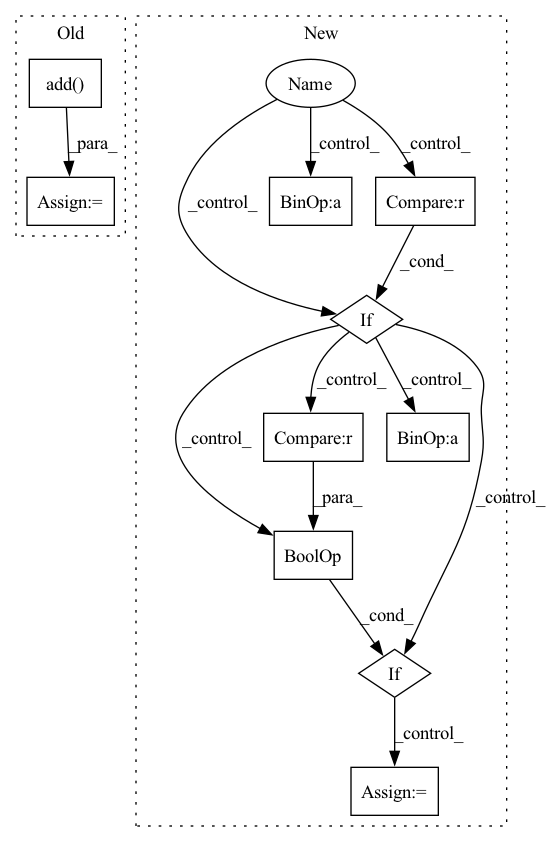 Old
New
add()
Name
_para_
_control_
_control_
_control_
Assign:=
BinOp:a
Compare:r
_cond_
If
_control_
_control_
_control_
Compare:r
BinOp:a
_para_
_control_
BoolOp
_cond_
If
_control_
Assign:=